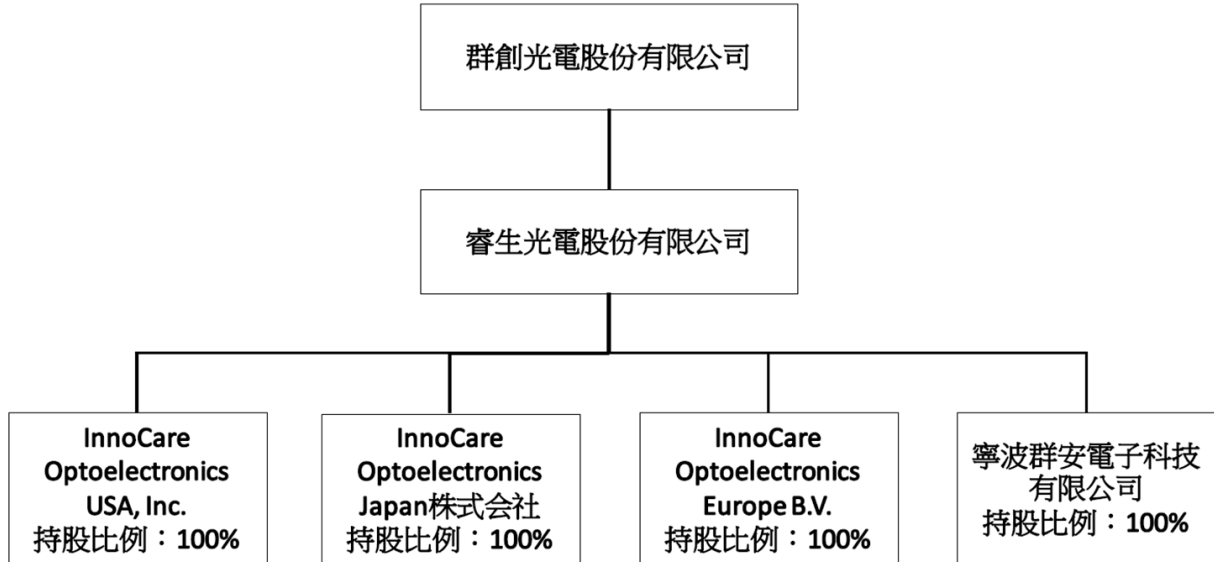 群創光電股份有限公司
睿生光電股份有限公司
InnoCare
Optoelectronics
USA, Inc.
持股比例：100%
InnoCare
Optoelectronics
Japan株式会社
持股比例：100%
InnoCare
Optoelectronics
Europe B.V.
持股比例：100%
寧波群安電子科技
有限公司
持股比例：100%